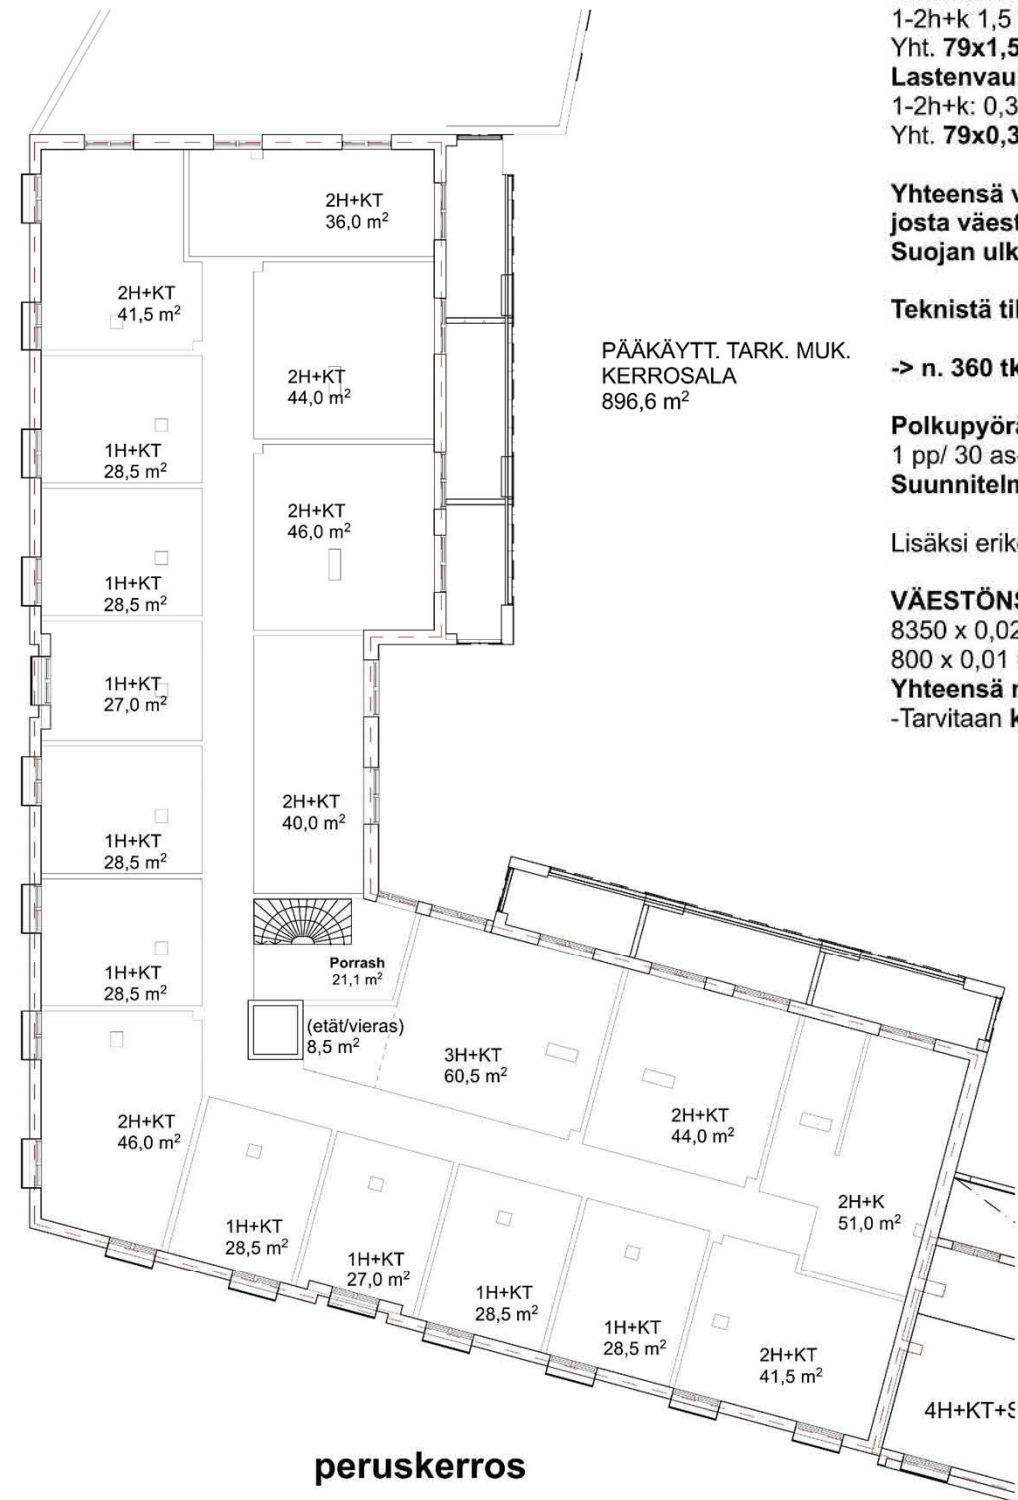 1-2h+k 1,5
Yht. 79x1,5
Lastenvau
1-2h+k: 0,3
Yht. 79x0,3
Yhteensä v
josta väest
Suojan ulk
Teknistä til
-> n. 360 tk
Polkupyörä
1 pp/ 30 as-
Suunnitelm
Lisäksi erik
VÄESTÖNS
8350 x 0,02
800 x 0,01
Yhteensä
-Tarvitaan k
PÄÄKÄYTT. TARK. MUK.
KERROSALA
896,6 m²
2H+KT
36,0 m²
2H+KT
41,5 m²
2H+KT
44,0 m²
1H+KT
28,5 m²
2H+KT
46,0 m²
1H+KT
28,5 m²
1H+KT
27,0 m²
2H+KT
40,0 m²
1H+KT
28,5 m²
1H+KT
28,5 m²
Porrash
21,1 m²
(etät/vieras)
8,5 m²
3H+KT
60,5 m²
2H+KT
46,0 m²
2H+KT
44,0 m²
2H+K
51,0 m²
1H+KT
28,5 m²
1H+KT
27,0 m²
1H+KT
28,5 m²
1H+KT
28,5 m²
2H+KT
41,5 m²
4H+KT+S
peruskerros